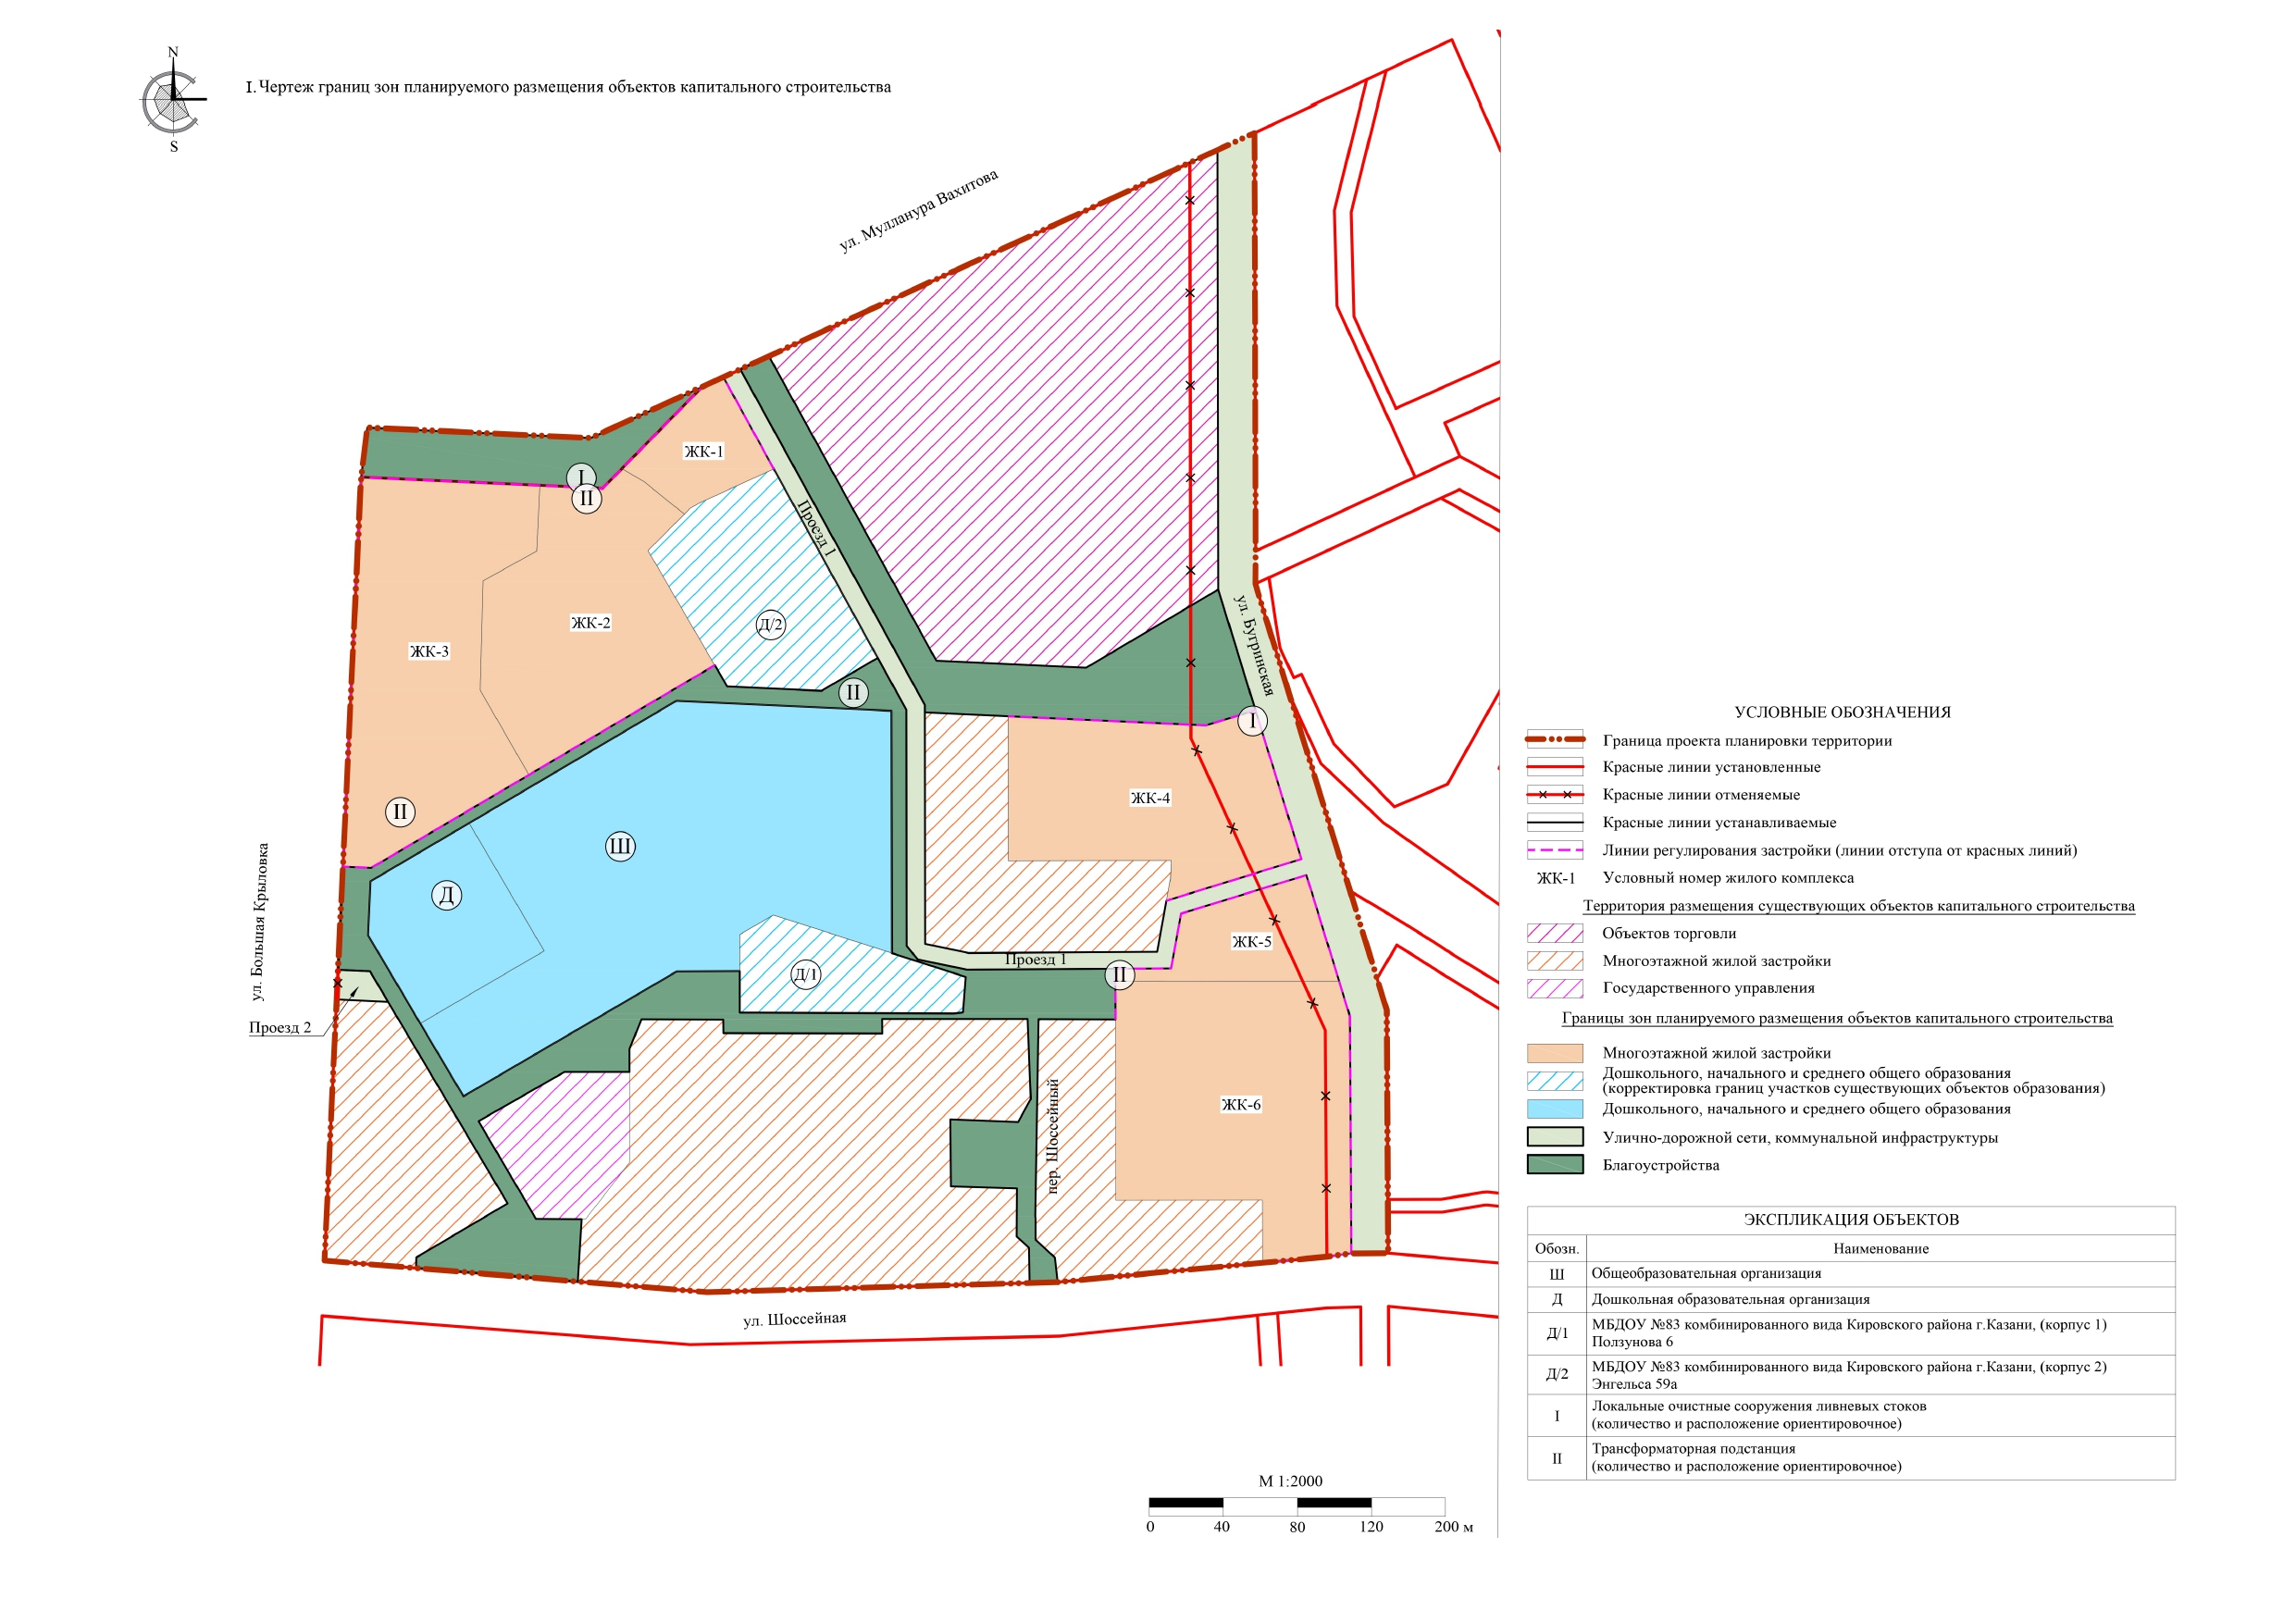 N
S
I. Чертеж границ зон планируемого размещения объектов капитального строительства
ул. Мулланура Вахитова
ЖК-1
I
II
Проезд 1
ЖК-2
Д/2
ЖК-3
ул. Бугринская
II
I
ЖК-4
II
Ш
ул. Большая Крыловка
Д
ЖК-5
Проезд 1
Д/1
II
Проезд 2
ЖК-6
пер. Шоссейный
ул. Шоссейная
М 1:2000
0 40 80 120 200 м
УСЛОВНЫЕ ОБОЗНАЧЕНИЯ
Граница проекта планировки территории
Красные линии установленные
Красные линии отменяемые
Красные линии устанавливаемые
Линии регулирования застройки (линии отступа от красных линий)
ЖК-1 Условный номер жилого комплекса
Территория размещения существующих объектов капитального строительства
Объектов торговли
Многоэтажной жилой застройки
Государственного управления
Границы зон планируемого размещения объектов капитального строительства
Многоэтажной жилой застройки
Дошкольного, начального и среднего общего образования
(корректировка границ участков существующих объектов образования)
Дошкольного, начального и среднего общего образования
Улично-дорожной сети, коммунальной инфраструктуры
Благоустройства
ЭКСПЛИКАЦИЯ ОБЪЕКТОВ
Обозн. Наименование
Ш Общеобразовательная организация
Д Дошкольная образовательная организация
Д/1 МБДОУ №83 комбинированного вида Кировского района г.Казани, (корпус 1)
Ползунова 6
Д/2 МБДОУ №83 комбинированного вида Кировского района г.Казани, (корпус 2)
Энгельса 59а
I Локальные очистные сооружения ливневых стоков
(количество и расположение ориентировочное)
II Трансформаторная подстанция
(количество и расположение ориентировочное)